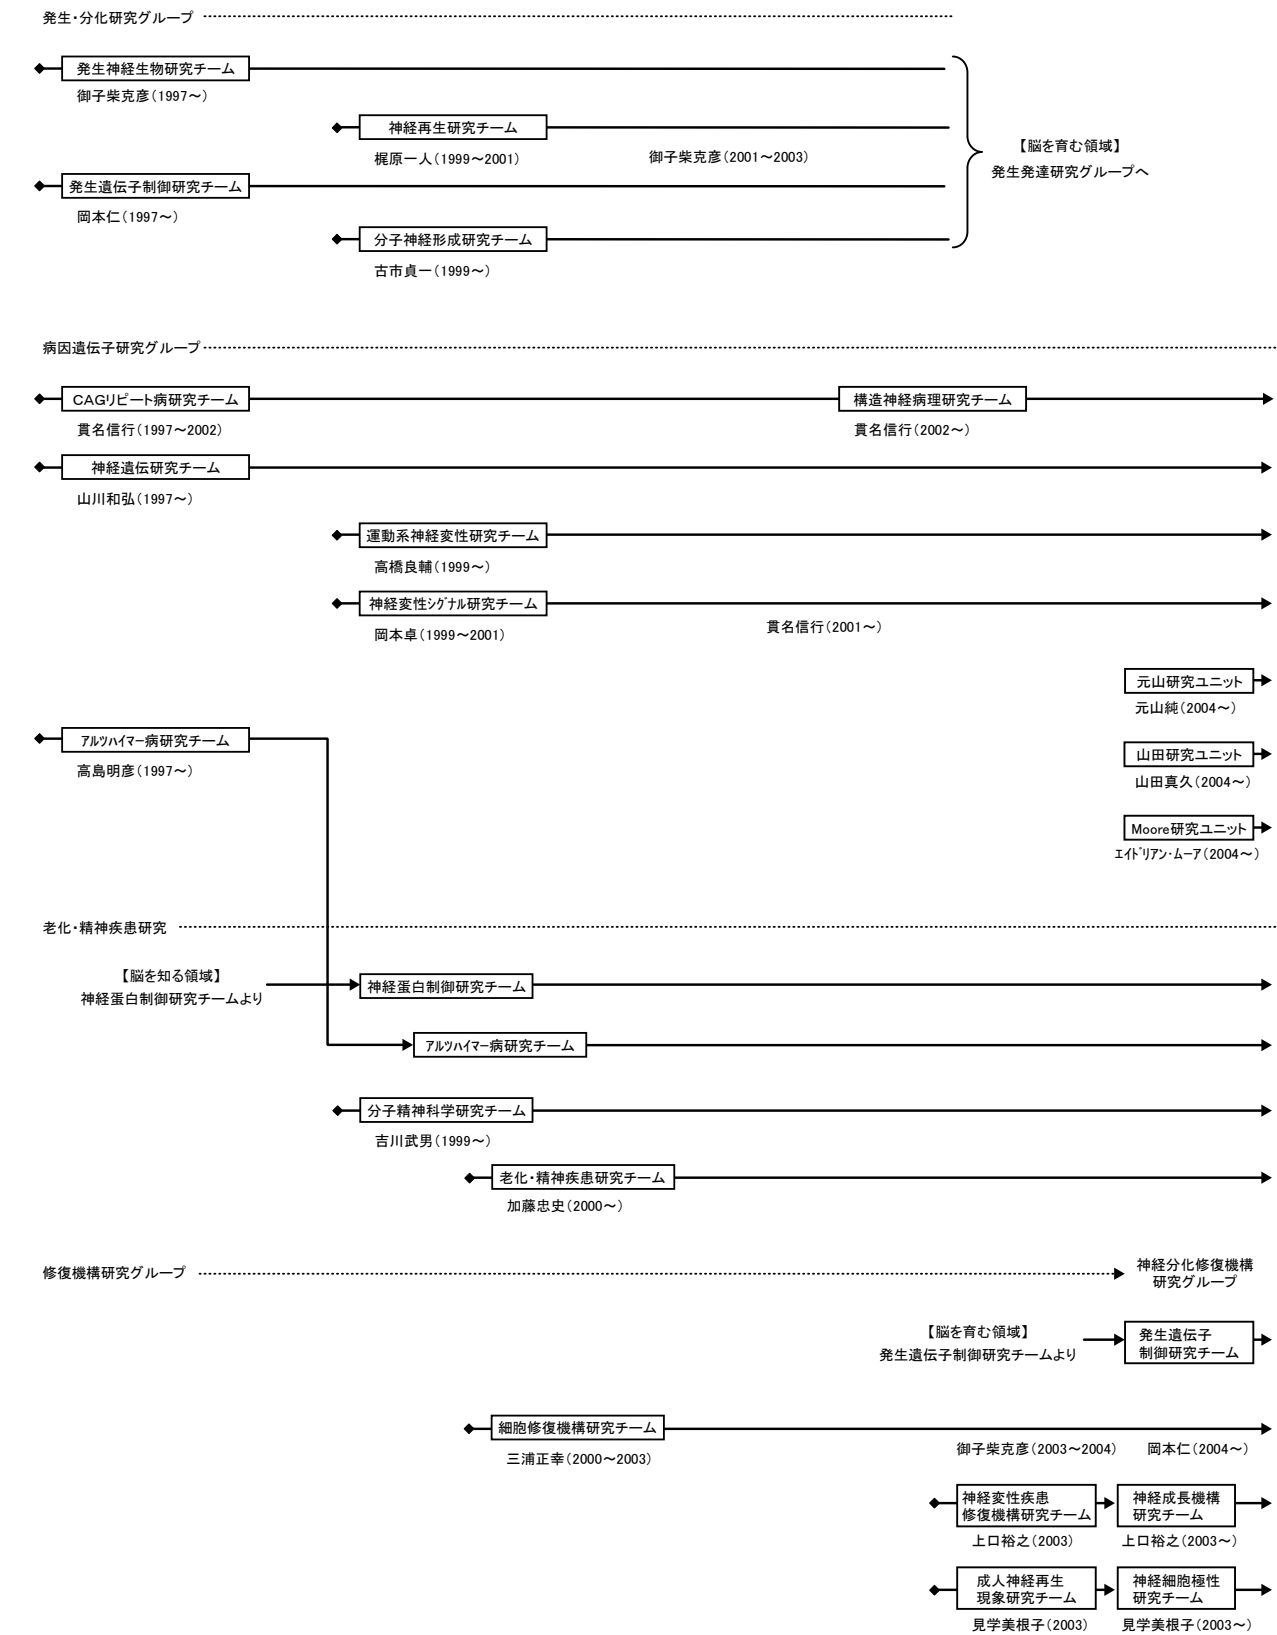 発生・分化研究グループ
発生神経生物研究チーム
御子柴克彦(1997～)
神経再生研究チーム
梶原一人(1999～2001)
御子柴克彦(2001～2003)
【脳を育む領域】
発生発達研究グループへ
発生遺伝子制御研究チーム
岡本仁(1997～)
分子神経形成研究チーム
古市貞一(1999～)
病因遺伝子研究グループ
CAGリピート病研究チーム
貫名信行(1997～2002)
構造神経病理研究チーム
貫名信行(2002～)
神経遺伝研究チーム
山川和弘(1997～)
運動系神経変性研究チーム
高橋良輔(1999～)
神経変性ｼｸﾞﾅﾙ研究チーム
岡本卓(1999～2001)
貫名信行(2001～)
元山研究ユニット
元山純(2004～)
ｱﾙﾂﾊｲﾏｰ病研究チーム
高島明彦(1997～)
山田研究ユニット
山田真久(2004～)
Moore研究ユニット
ｴｲﾄﾞﾘｱﾝ･ﾑｰｱ(2004～)
老化・精神疾患研究
【脳を知る領域】
神経蛋白制御研究チームより
神経蛋白制御研究チーム
ｱﾙﾂﾊｲﾏｰ病研究チーム
分子精神科学研究チーム
吉川武男(1999～)
老化・精神疾患研究チーム
加藤忠史(2000～)
修復機構研究グループ
神経分化修復機構
研究グループ
【脳を育む領域】
発生遺伝子制御研究チームより
発生遺伝子
制御研究チーム
細胞修復機構研究チーム
三浦正幸(2000～2003)
御子柴克彦(2003～2004)
岡本仁(2004～)
神経変性疾患
修復機構研究チーム
上口裕之(2003)
神経成長機構
研究チーム
上口裕之(2003～)
成人神経再生
現象研究チーム
見学美根子(2003)
神経細胞極性
研究チーム
見学美根子(2003～)